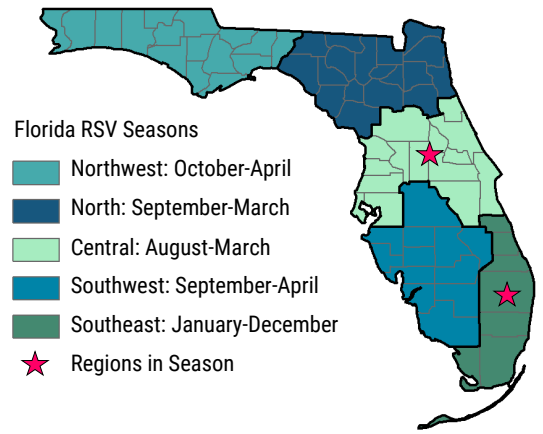 Florida RSV Seasons
Northwest: October-April
North: September-March
Central: August-March
Southwest: September-April
Southeast: January-December
Regions in Season